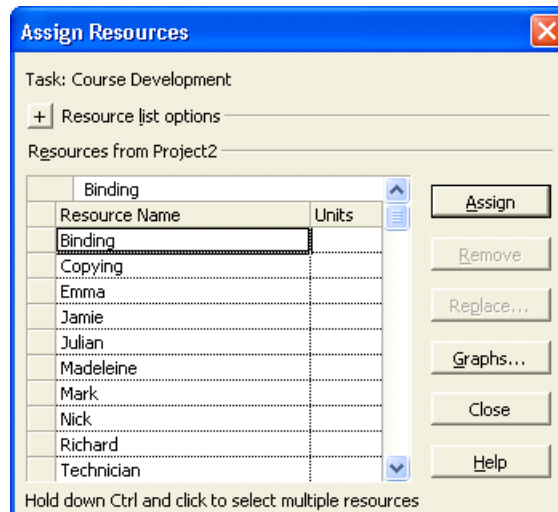 Assign Resources
Task: Course Development
+ Resource list options
Resources from Project2
Binding
Resource Name Units
Binding
Copying
Emma
Jamie
Julian
Madeleine
Mark
Nick
Richard
Technician
Assign
Remove
Replace...
Graphs...
Close
Help
Hold down Ctrl and click to select multiple resources